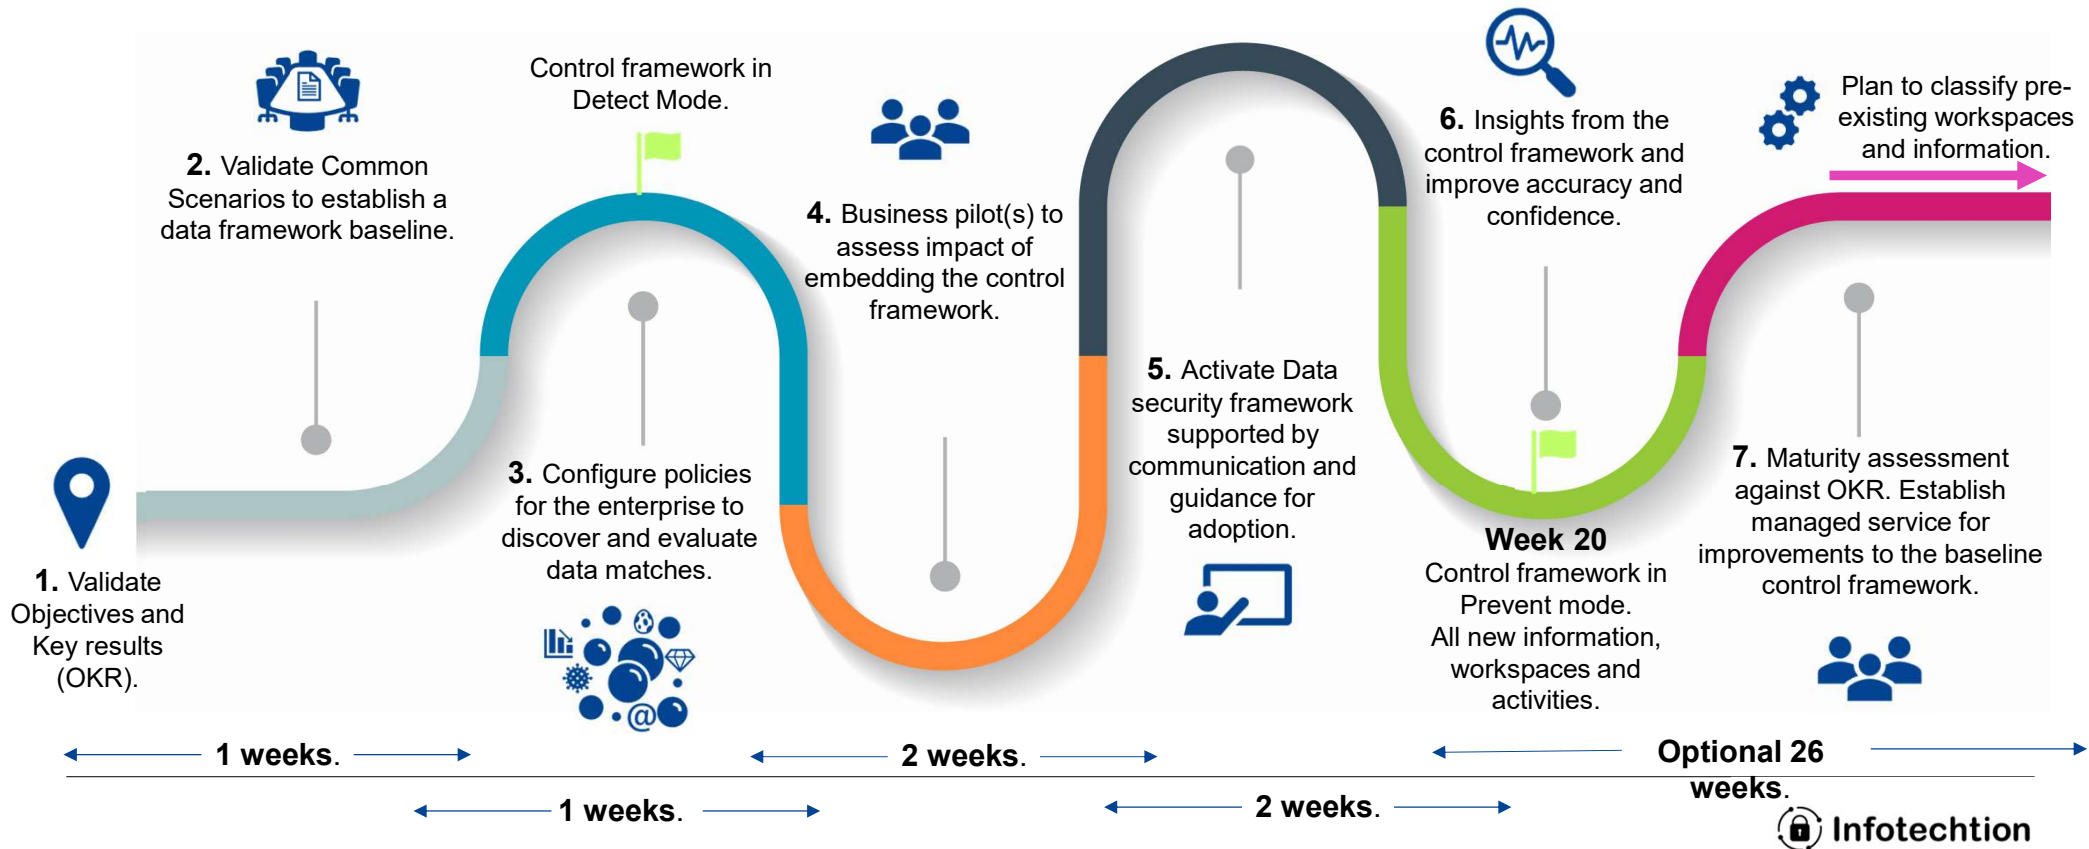 1. Validate
Objectives and
Key results
(OKR).
2. Validate Common
Scenarios to establish a
data framework baseline.
Control framework in
Detect Mode.
3. Configure policies
for the enterprise to
discover and evaluate
data matches.
@
4. Business pilot(s) to
assess impact of
embedding the control
framework.
5. Activate Data
security framework
supported by
communication and
guidance for
adoption.
6. Insights from the
control framework and
improve accuracy and
confidence.
Week 20
Control framework in
Prevent mode.
All new information,
workspaces and
activities.
Plan to classify pre-
existing workspaces
and information.
7. Maturity assessment
against OKR. Establish
managed service for
improvements to the baseline
control framework.
1 weeks.
1 weeks.
2 weeks.
2 weeks.
Optional 26
weeks.
Infotechtion